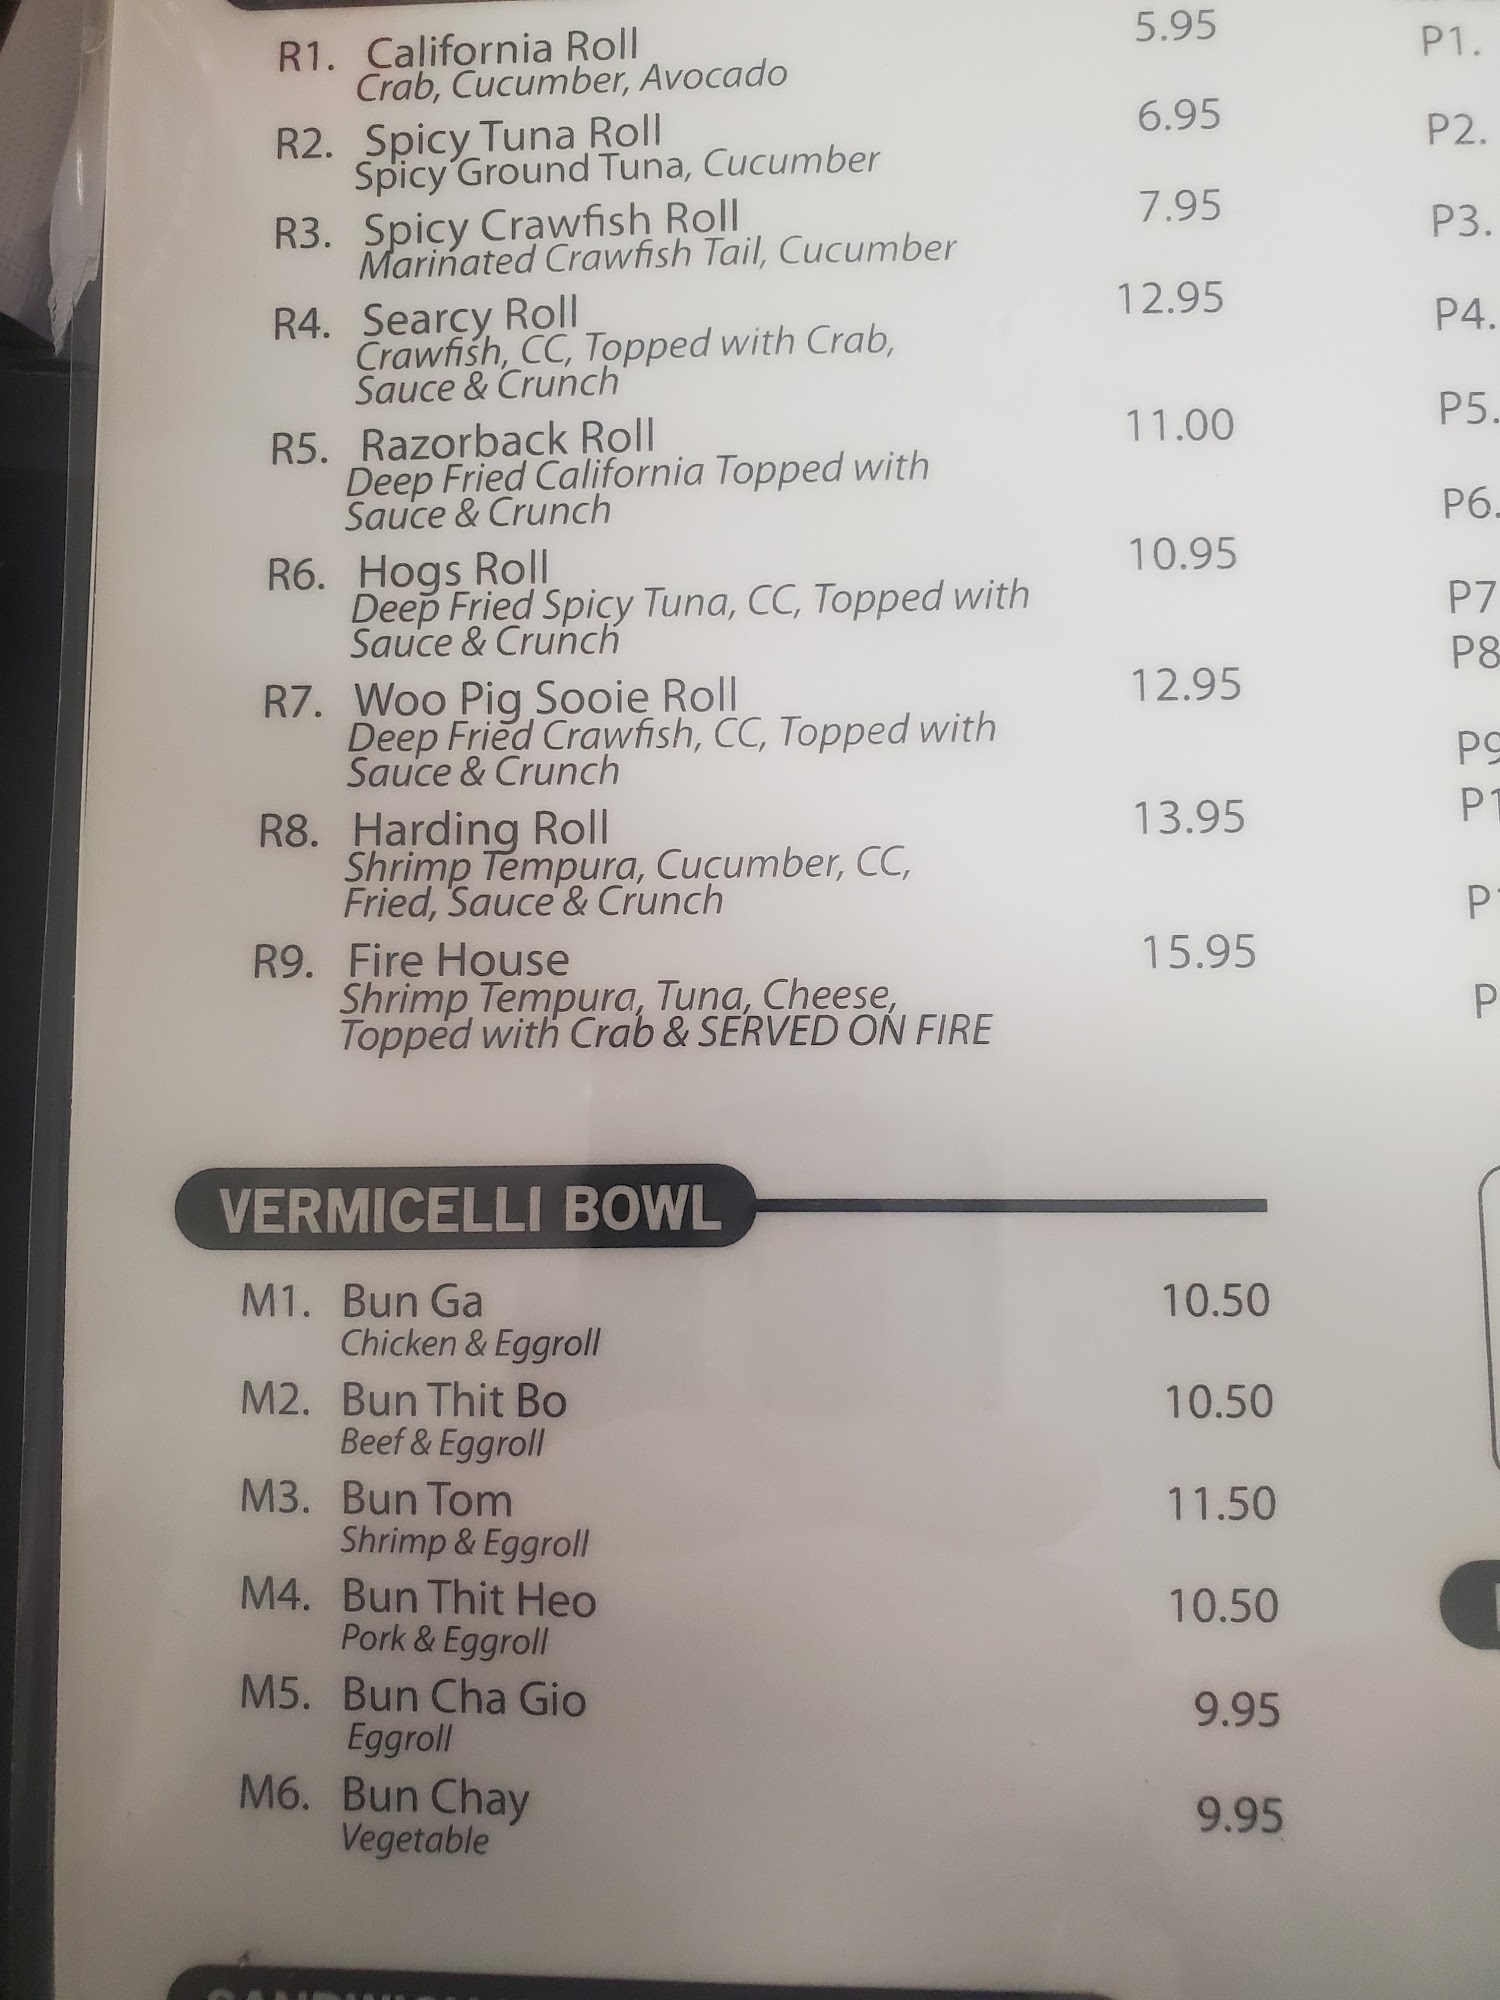 R1. California Roll 5.95
Crab, Cucumber, Avocado
R2. Spicy Tuna Roll 6.95
Spicy Ground Tuna, Cucumber
R3. Spicy Crawfish Roll 7.95
Marinated Crawfish Tail, Cucumber
R4. Searcy Roll 12.95
Crawfish, CC, Topped with Crab,
Sauce & Crunch
R5. Razorback Roll 11.00
Deep Fried California Topped with
Sauce & Crunch
R6. Hogs Roll 10.95
Deep Fried Spicy Tuna, CC, Topped with
Sauce & Crunch
R7. Woo Pig Sooie Roll 12.95
Deep Fried Crawfish, CC, Topped with
Sauce & Crunch
R8. Harding Roll 13.95
Shrimp Tempura, Cucumber, CC,
Fried, Sauce & Crunch
R9. Fire House 15.95
Shrimp Tempura, Tuna, Cheese,
Topped with Crab & SERVED ON FIRE
VERMICELLI BOWL
M1. Bun Ga 10.50
Chicken & Eggroll
M2. Bun Thit Bo 10.50
Beef & Eggroll
M3. Bun Tom 11.50
Shrimp & Eggroll
M4. Bun Thit Heo 10.50
Pork & Eggroll
M5. Bun Cha Gio 9.95
Eggroll
M6. Bun Chay 9.95
Vegetable
P1.
P2.
P3.
P4.
P5.
P6.
P7
P8